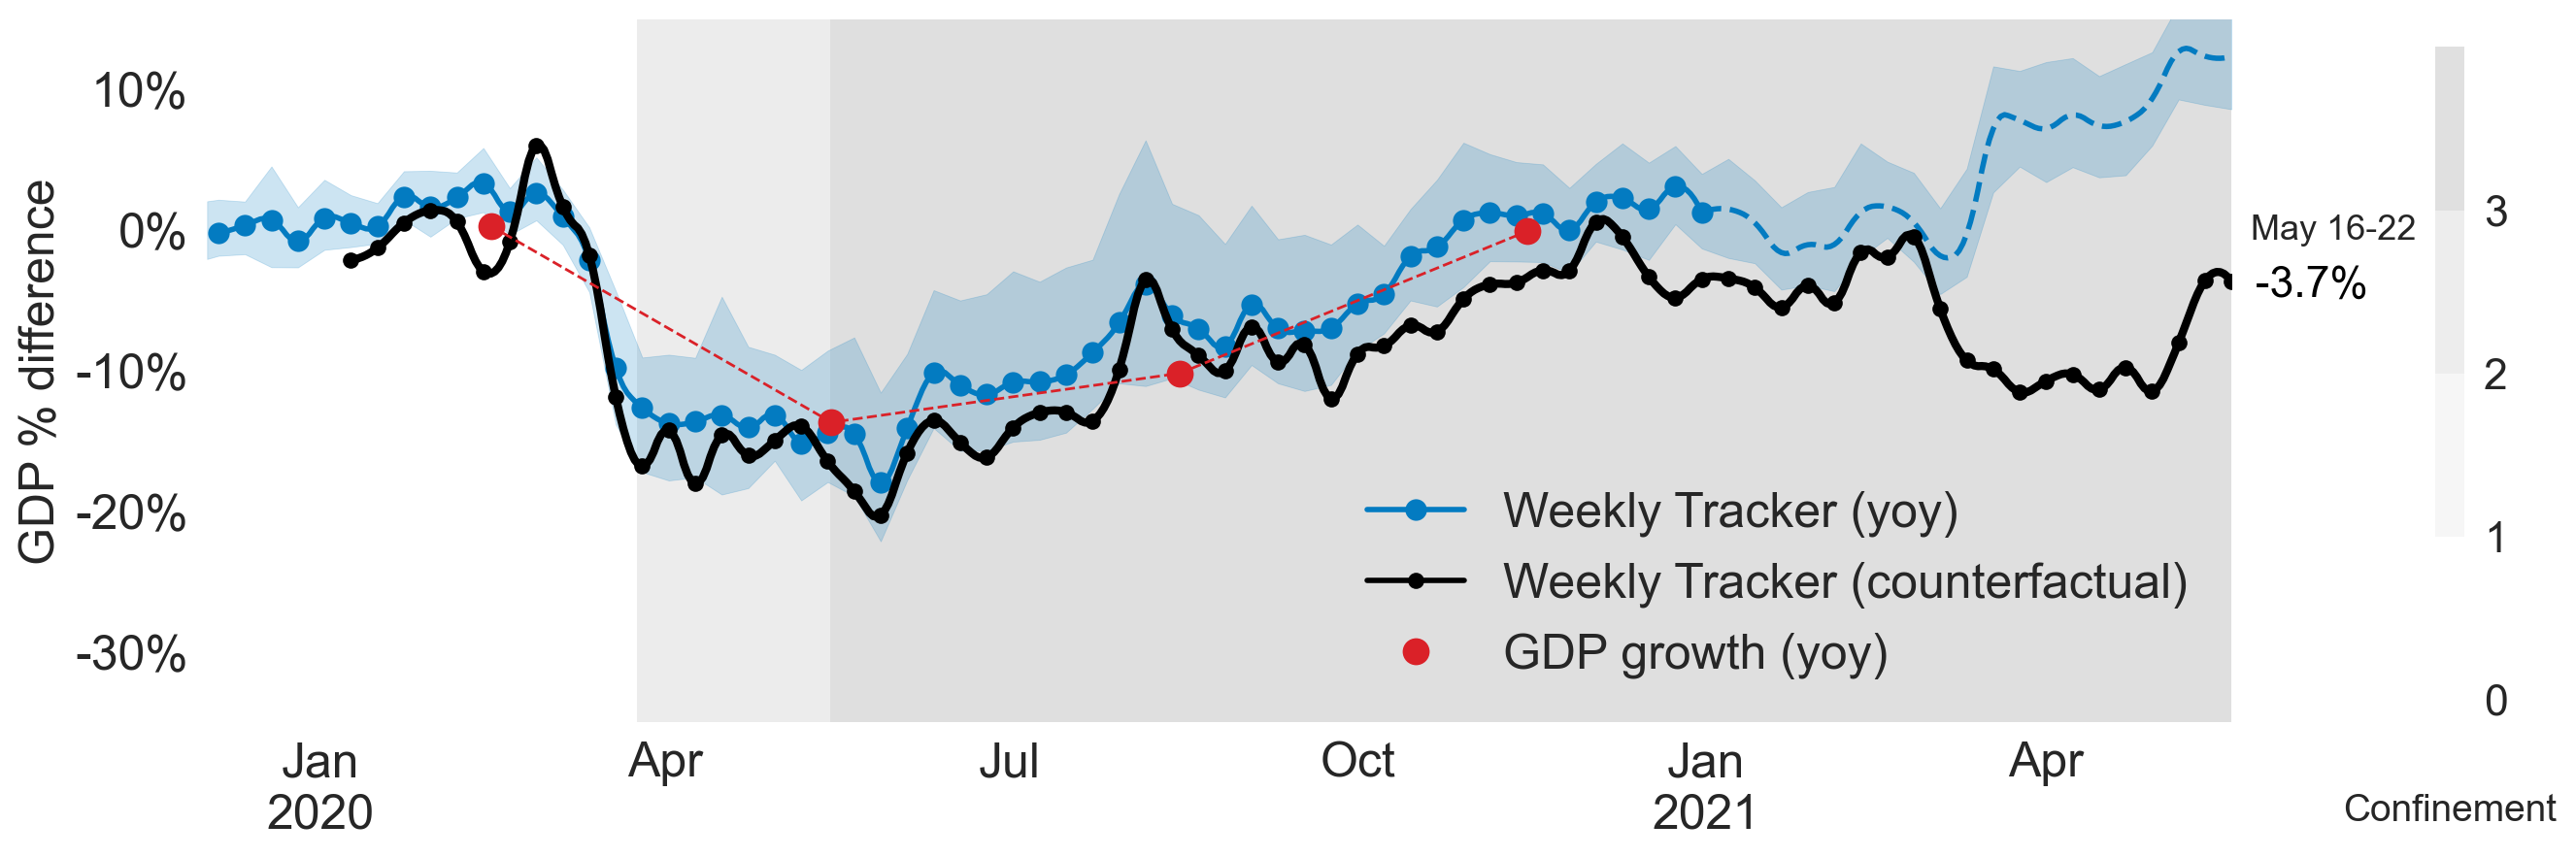 GDP % difference
10%
0%
-10%
-20%
-30%
Jan
2020
Apr
Jul
Oct
Jan
2021
Apr
Weekly Tracker (yoy)
Weekly Tracker (counterfactual)
GDP growth (yoy)
May 16-22
-3.7%
3
2
1
0
Confinement